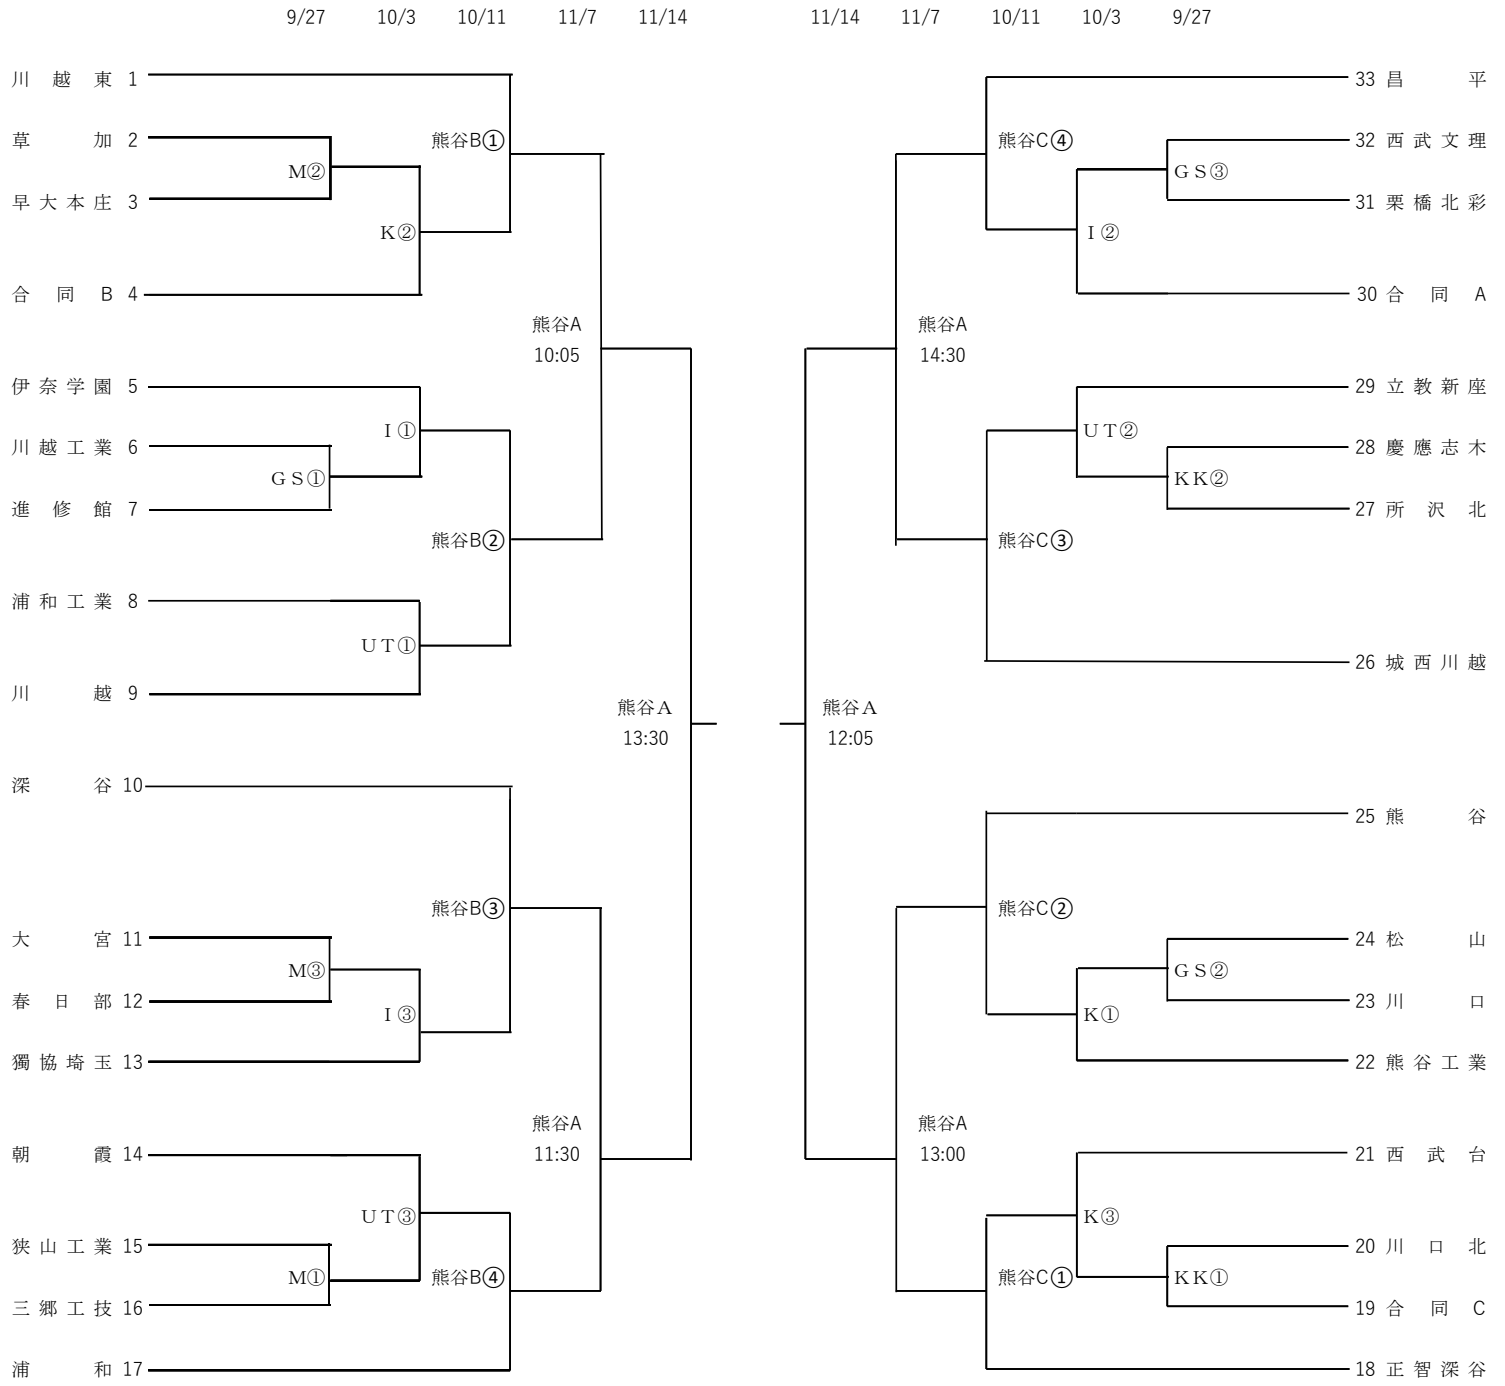 9/27 10/3 10/11 11/7 11/14 11/14 11/7 10/11 10/3 9/27
川越東 1
33 昌平
草加 2
熊谷B①
熊谷C④
32 西武文理
M②
GS③
早大本庄 3
31 栗橋北彩
K②
I②
合同B 4
30 合同A
熊谷A
10:05
熊谷A
14:30
伊奈学園 5
29 立教新座
I①
UT②
川越工業 6
28 慶應志木
GS①
KK②
進修館 7
27 所沢北
熊谷B②
熊谷C③
浦和工業 8
UT①
26 城西川越
川越 9
熊谷A
13:30
熊谷A
12:05
深谷 10
25 熊谷
熊谷B③
熊谷C②
大宮 11
24 松山
M③
GS②
春日部 12
23 川口
I③
K①
獨協埼玉 13
22 熊谷工業
熊谷A
11:30
熊谷A
13:00
朝霞 14
21 西武台
UT③
K③
狭山工業 15
20 川口北
M①
熊谷B④
熊谷C①
KK①
三郷工技 16
19 合同C
浦和 17
18 正智深谷